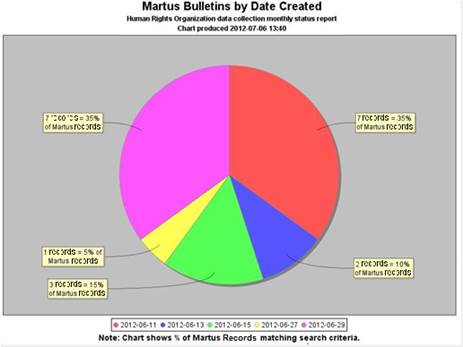 Martus Bulletins by Date Created
Human Rights Organization data collection monthly status report
Chart produced 2012-07-06 13:40
7 records = 35%
of Martus records
7 records = 35%
of Martus records
1 records = 5% of
Martus records
2 records = 10%
of Martus records
3 records = 15%
of Martus records
2012-06-11 2012-06-13 2012-06-15 2012-06-27 2012-06-29
Note: Chart shows % of Martus Records matching search criteria.